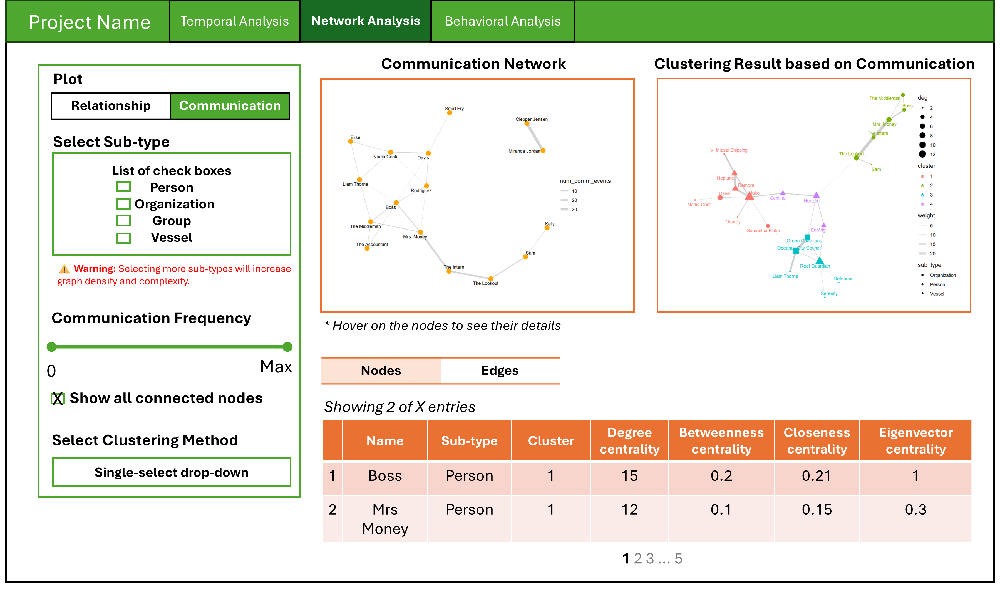 Project Name
Temporal Analysis
Network Analysis
Behavioral Analysis
Plot
Relationship
Communication
Select Sub-type
List of check boxes
Person
Organization
Group
Vessel
⚠ Warning: Selecting more sub-types will increase
graph density and complexity.
Communication Frequency
0
Max
X Show all connected nodes
Select Clustering Method
Single-select drop-down
Communication Network
Small Fry
Clepper Jensen
Elise
Miranda Jordan
Nadia Conti
Davis
Liam Thorne
Rodriguez
Boss
The Middleman
Mrs. Money
The Accountant
Kelly
Sam
The Intern
The Lookout
num_comm_events
10
20
30
* Hover on the nodes to see their details
Clustering Result based on Communication
The Middleman
Boss
Mrs. Money
The Intern
The Lookout
Sam
V. Miesel Shipping
Neptune
Remora
Davis
Mako
Nadia Conti
Sentinel
Horizon
Osprey
Samantha Blake
EcoVigil
Green Guardians
Oceanus City Council
Reef Guardian
Liam Thorne
Defender
Serenity
deg
2
4
6
8
10
12
cluster
a 1
a 2
a 3
a 4
weight
5
10
15
20
sub_type
Organization
Person
Vessel
Nodes
Edges
Showing 2 of X entries
Name Sub-type Cluster Degree centrality Betweenness centrality Closeness centrality Eigenvector centrality
1 Boss Person 1 15 0.2 0.21 1
2 Mrs Money Person 1 12 0.1 0.15 0.3
1 2 3 ... 5